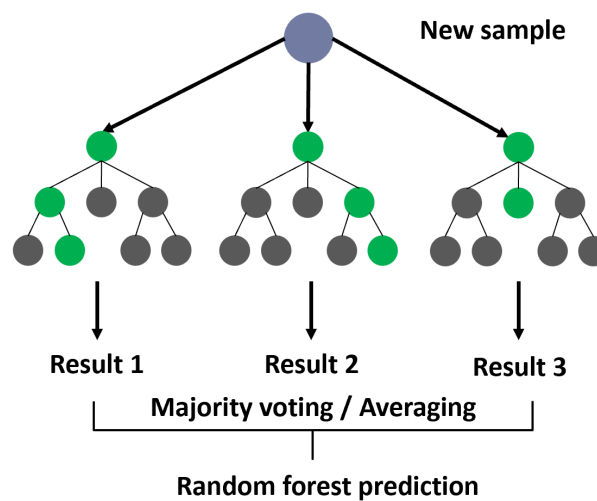 New sample
Result 1
Result 2
Result 3
Majority voting / Averaging
Random forest prediction